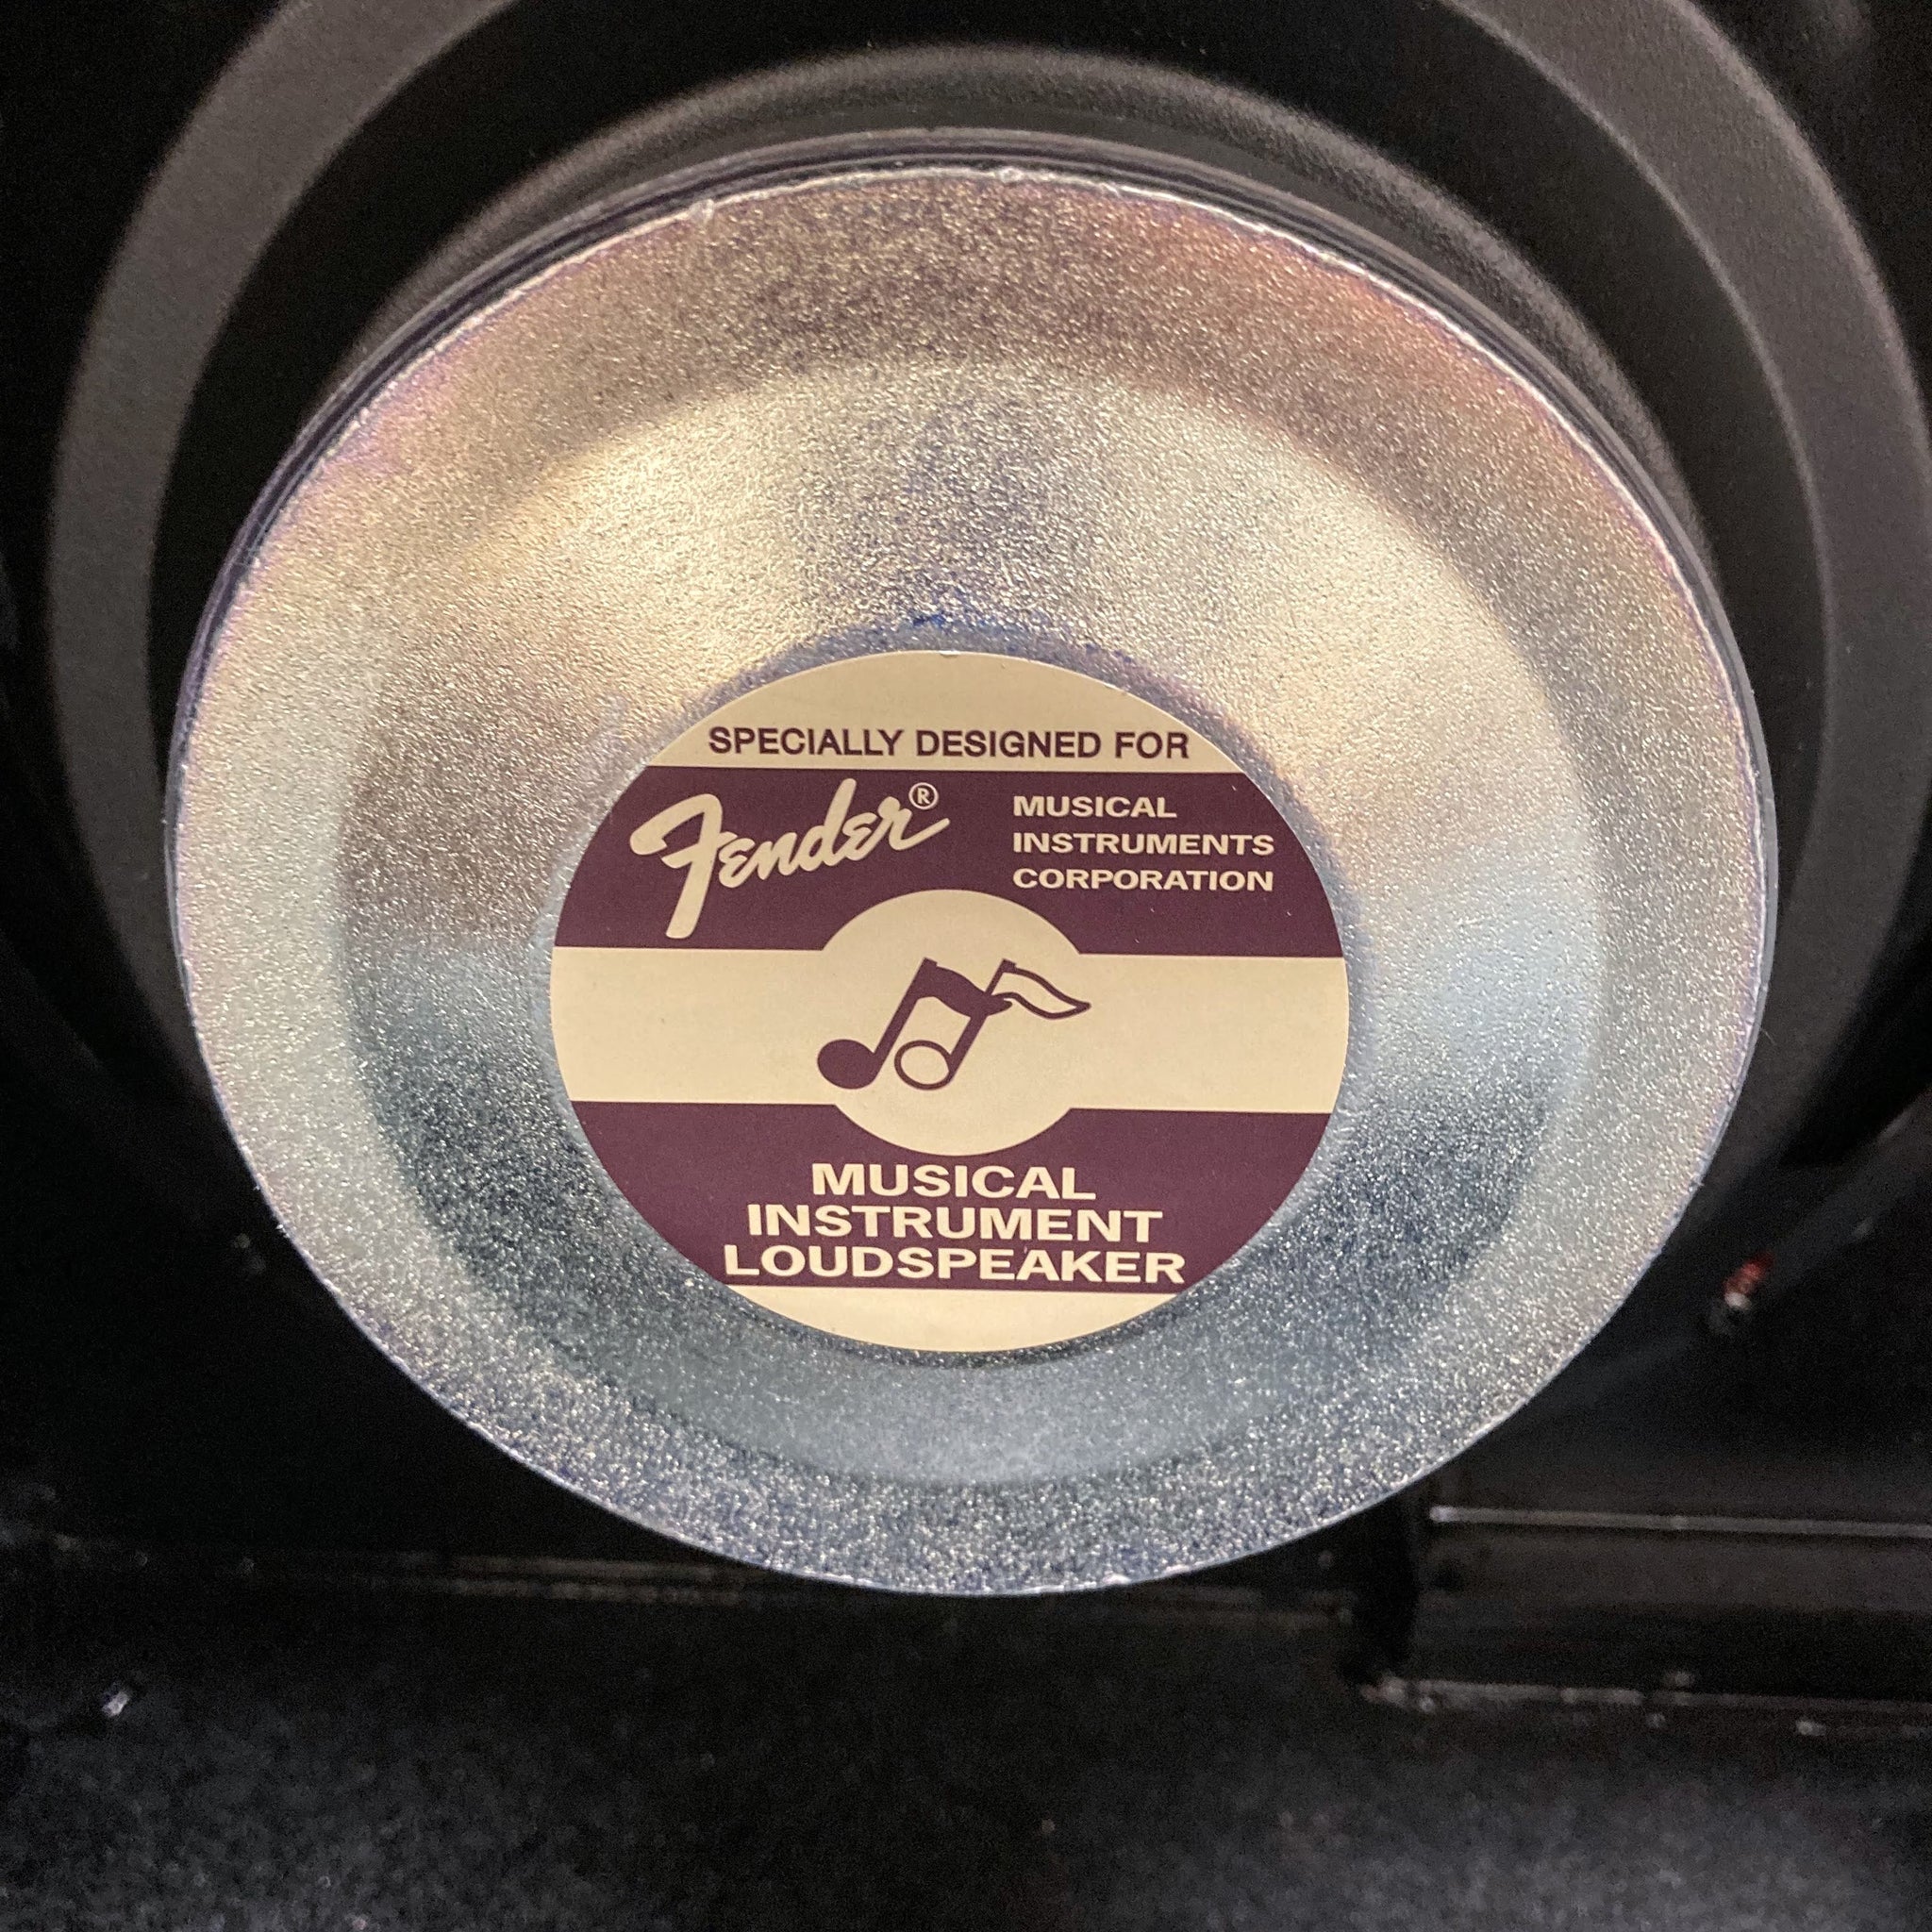 SPECIALLY DESIGNED FOR
Fender®
MUSICAL
INSTRUMENTS
CORPORATION
MUSICAL
INSTRUMENT
LOUDSPEAKER